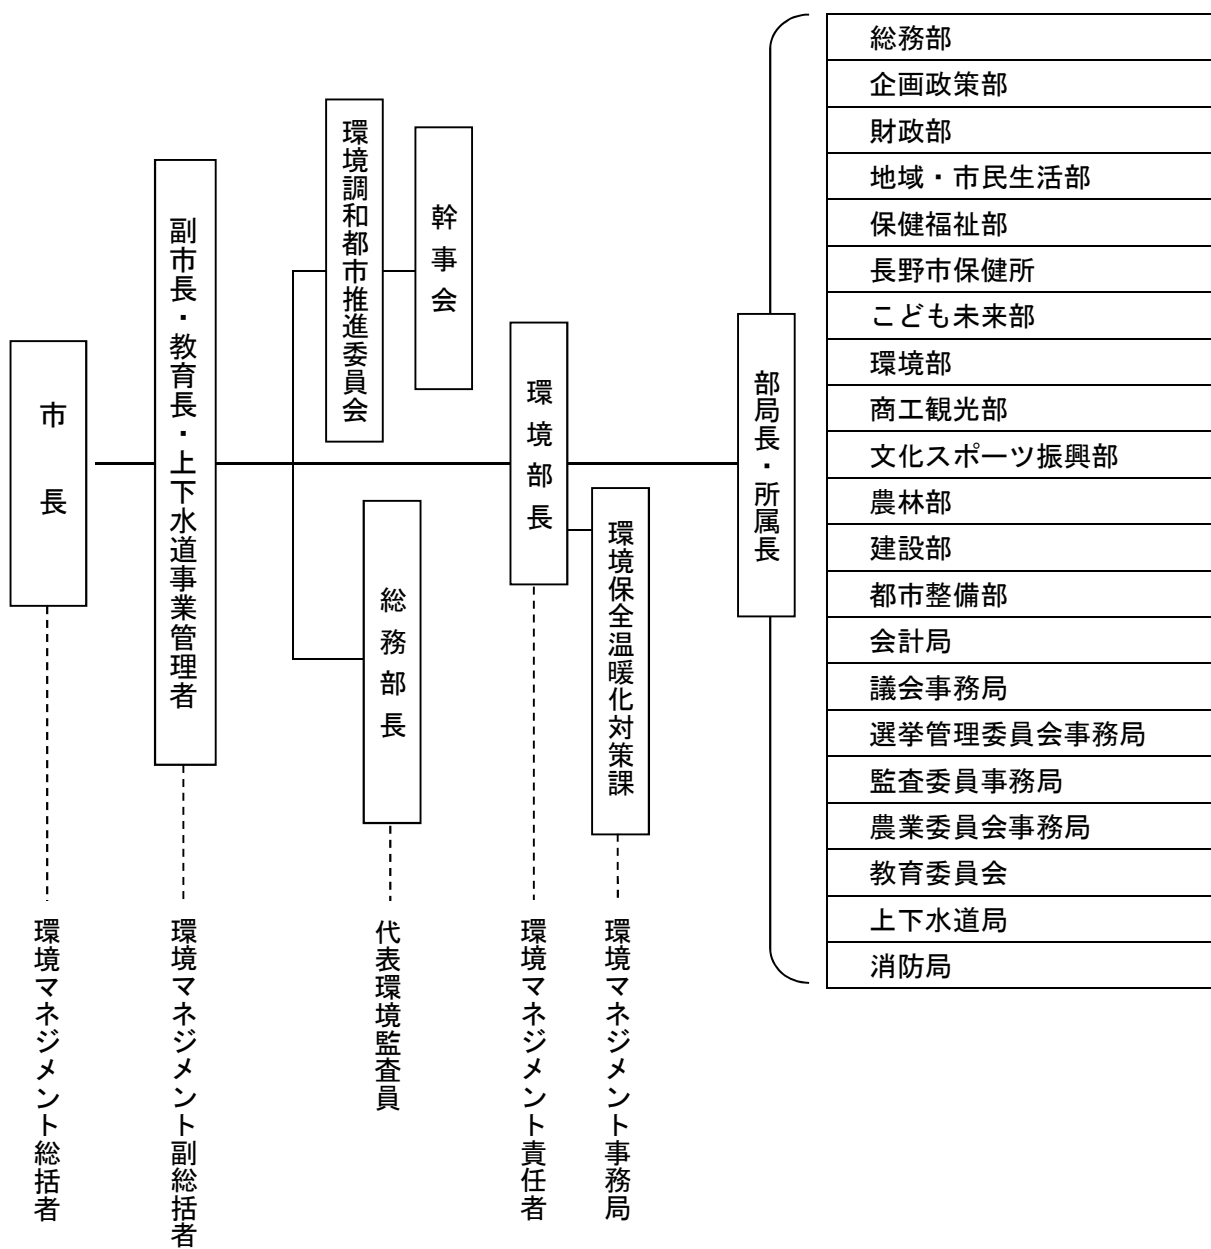 市長
副市長・教育長・上下水道事業管理者
環境調和都市推進委員会
幹事会
総務部長
環境部長
環境保全温暖化対策課
部局長・所属長
総務部
企画政策部
財政部
地域・市民生活部
保健福祉部
長野市保健所
こども未来部
環境部
商工観光部
文化スポーツ振興部
農林部
建設部
都市整備部
会計局
議会事務局
選挙管理委員会事務局
監査委員事務局
農業委員会事務局
教育委員会
上下水道局
消防局
環境マネジメント総括者
環境マネジメント副総括者
代表環境監査員
環境マネジメント責任者
環境マネジメント事務局